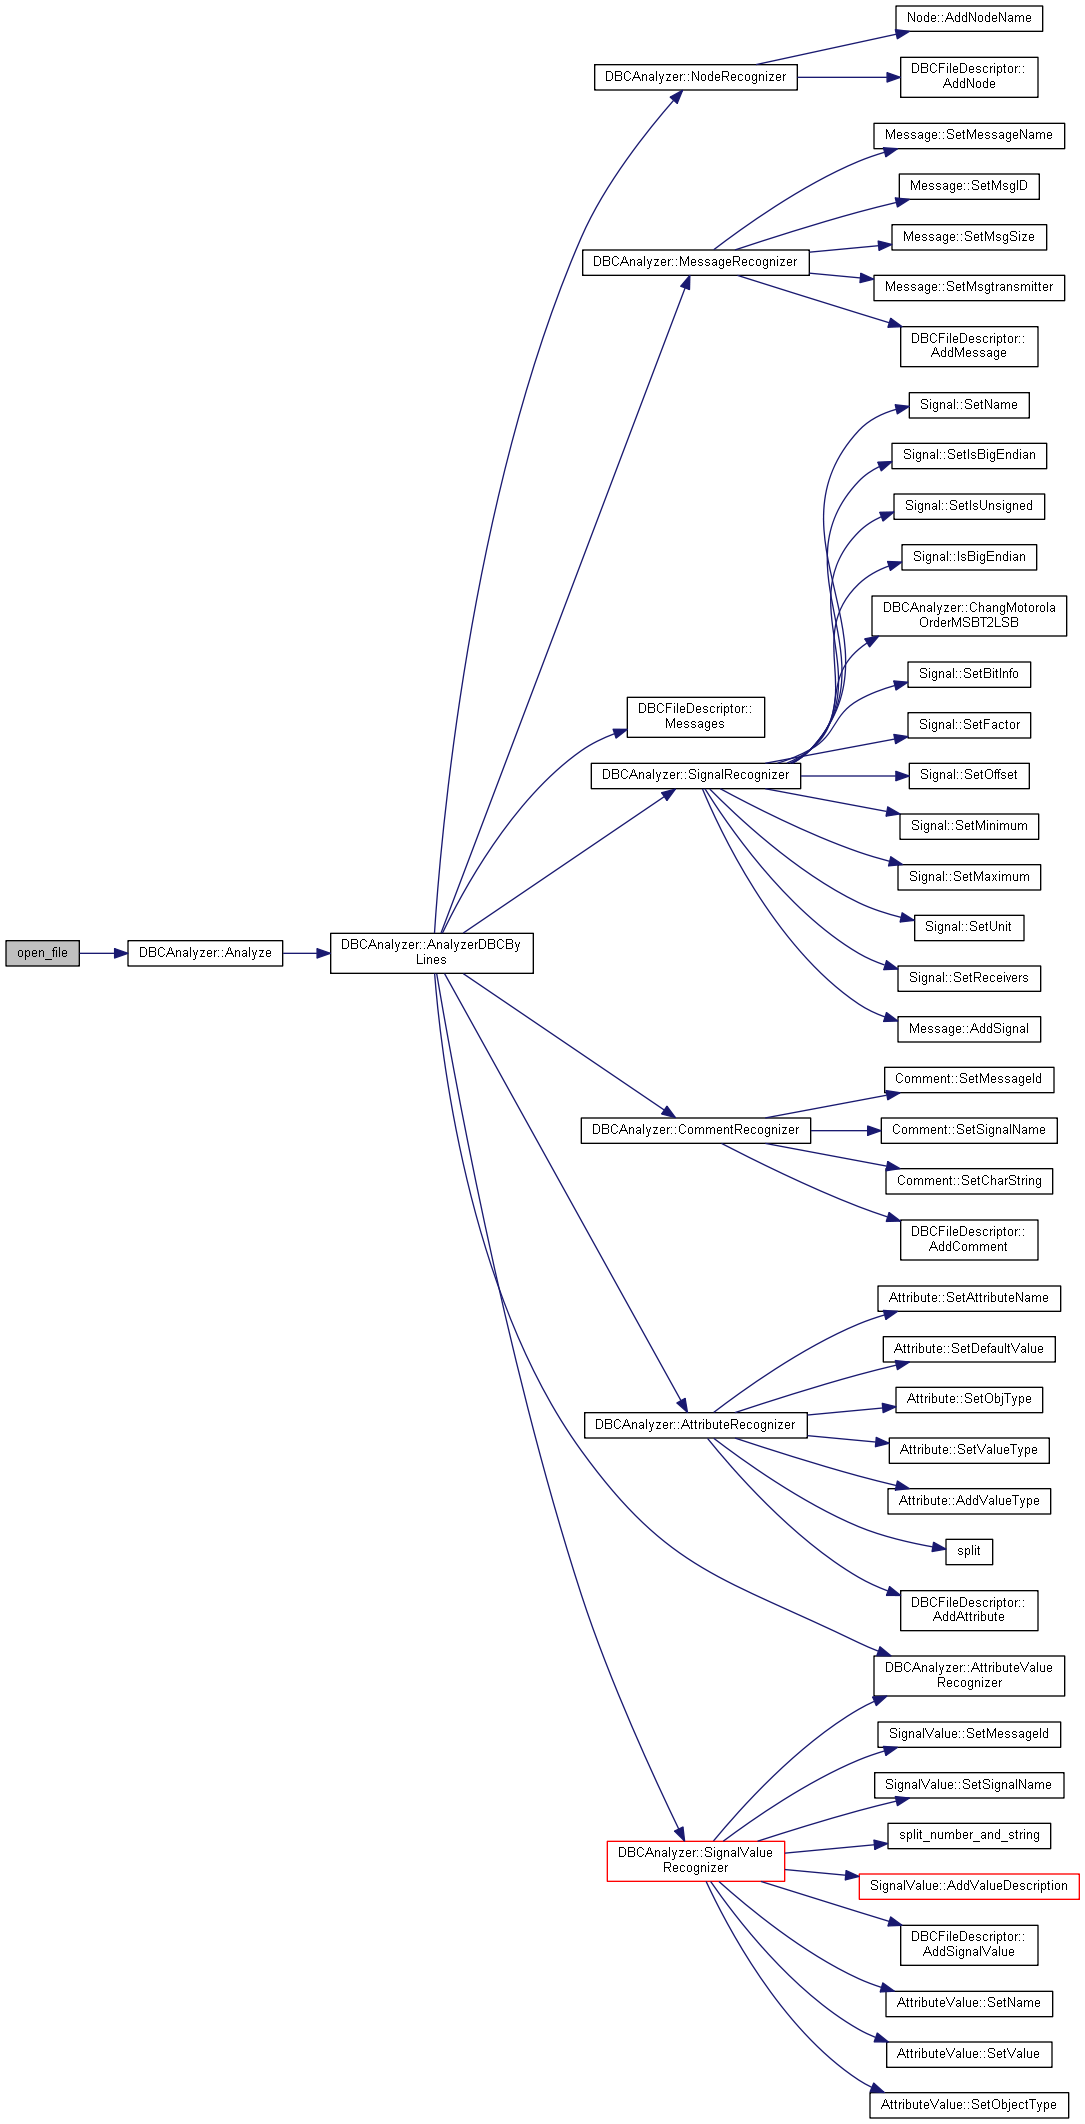 Node::AddNodeName
DBCAnalyzer::NodeRecognizer
DBCFileDescriptor::
AddNode
Message::SetMessageName
Message::SetMsgID
Message::SetMsgSize
DBCAnalyzer::MessageRecognizer
Message::SetMsgtransmitter
DBCFileDescriptor::
AddMessage
Signal::SetName
Signal::SetIsBigEndian
Signal::SetIsUnsigned
Signal::IsBigEndian
DBCAnalyzer::ChangMotorola
OrderMSBT2LSB
Signal::SetBitInfo
DBCFileDescriptor::
Messages
Signal::SetFactor
DBCAnalyzer::SignalRecognizer
Signal::SetOffset
Signal::SetMinimum
Signal::SetMaximum
Signal::SetUnit
open_file
DBCAnalyzer::Analyze
DBCAnalyzer::AnalyzerDBCBy
Lines
Signal::SetReceivers
Message::AddSignal
Comment::SetMessageId
DBCAnalyzer::CommentRecognizer
Comment::SetSignalName
Comment::SetCharString
DBCFileDescriptor::
AddComment
Attribute::SetAttributeName
Attribute::SetDefaultValue
Attribute::SetObjType
DBCAnalyzer::AttributeRecognizer
Attribute::SetValueType
Attribute::AddValueType
split
DBCFileDescriptor::
AddAttribute
DBCAnalyzer::AttributeValue
Recognizer
SignalValue::SetMessageId
SignalValue::SetSignalName
split_number_and_string
DBCAnalyzer::SignalValue
Recognizer
SignalValue::AddValueDescription
DBCFileDescriptor::
AddSignalValue
AttributeValue::SetName
AttributeValue::SetValue
AttributeValue::SetObjectType